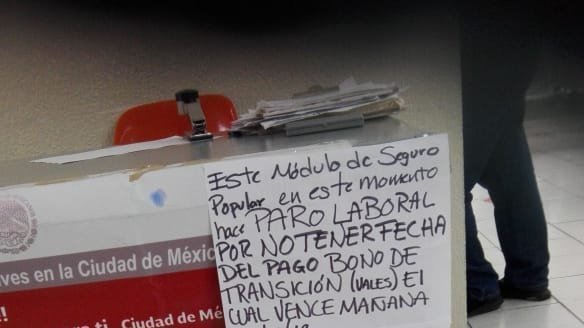 Este Módulo de Seguro
Popular en este momento
hace PARO LABORAL
POR NO TENER FECHA
DEL PAGO BONO DE
TRANSICIÓN (VALES) El
CUAL VENCE MAÑANA
ves en la Ciudad de México
Ciudad de Mé